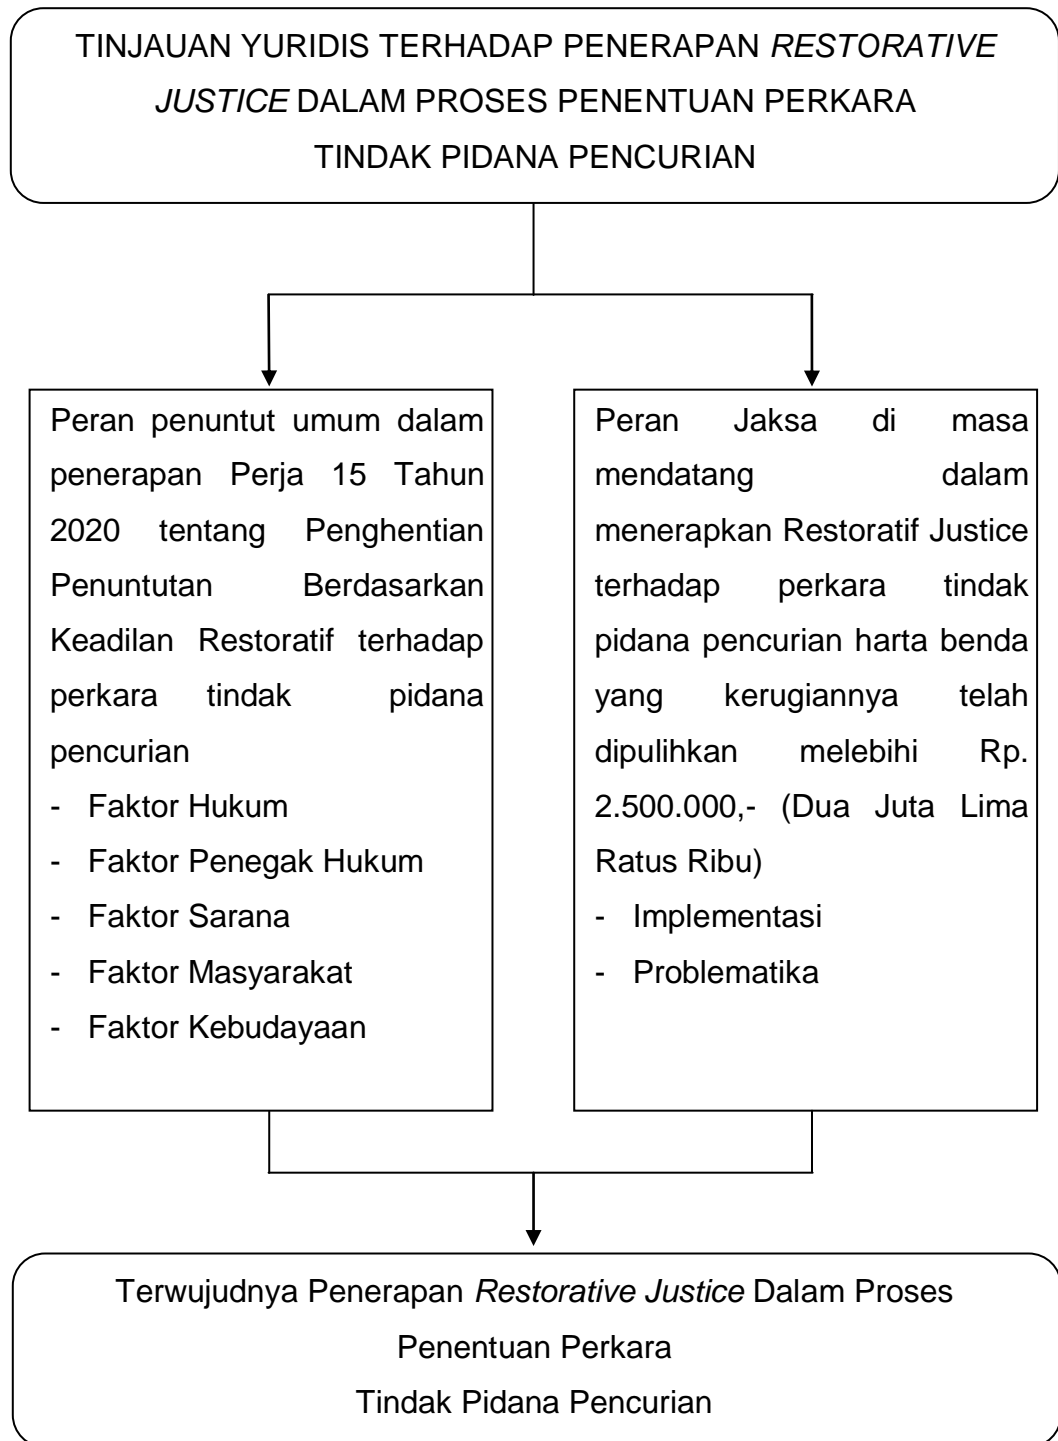 TINJAUAN YURIDIS TERHADAP PENERAPAN RESTORATIVE
JUSTICE DALAM PROSES PENENTUAN PERKARA
TINDAK PIDANA PENCURIAN
Peran penuntut umum dalam
penerapan Perja 15 Tahun
2020 tentang Penghentian
Penuntutan Berdasarkan
Keadilan Restoratif terhadap
perkara tindak pidana
pencurian
- Faktor Hukum
- Faktor Penegak Hukum
- Faktor Sarana
- Faktor Masyarakat
- Faktor Kebudayaan
Peran Jaksa di masa
mendatang dalam
menerapkan Restoratif Justice
terhadap perkara tindak
pidana pencurian harta benda
yang kerugiannya telah
dipulihkan melebihi Rp.
2.500.000,- (Dua Juta Lima
Ratus Ribu)
- Implementasi
- Problematika
Terwujudnya Penerapan Restorative Justice Dalam Proses
Penentuan Perkara
Tindak Pidana Pencurian